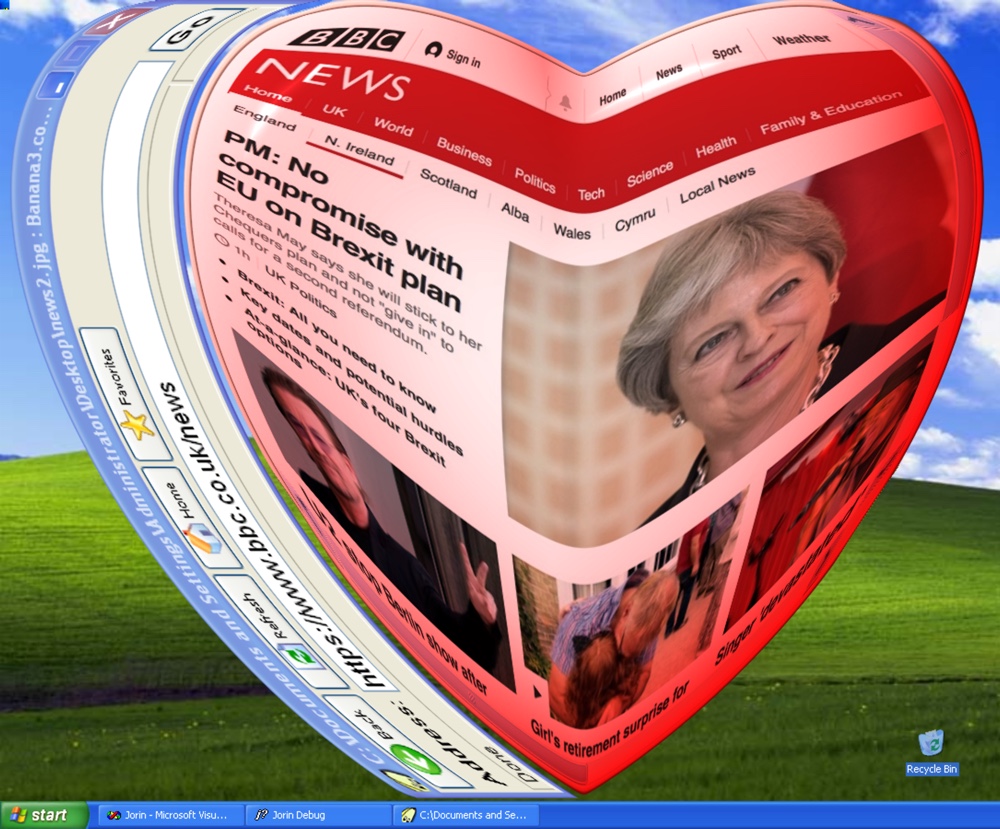 C:\Documents and Settings\Administrator\Desktop\news2.jpg : Banana3.co...
Back
Refresh
Home
Favorites
Address:
https://www.bbc.co.uk/news
Go
Done
BBC
Sign in
Home
News
Sport
Weather
NEWS
Home
UK
World
Business
Politics
Tech
Science
Health
Family & Education
England
N. Ireland
Scotland
Alba
Wales
Cymru
Local News
PM: No
compromise with
EU on Brexit plan
Theresa May says she will stick to her
Chequers plan and not "give in" to
calls for a second referendum.
1h
UK Politics
Brexit: All you need to know
Key dates and potential hurdles
At-a-glance: UK's four Brexit
options
Berlin show after
Girl's retirement surprise for
Singer
Recycle Bin
start
Jorin - Microsoft Visu...
Jorin Debug
C:\Documents and Se...